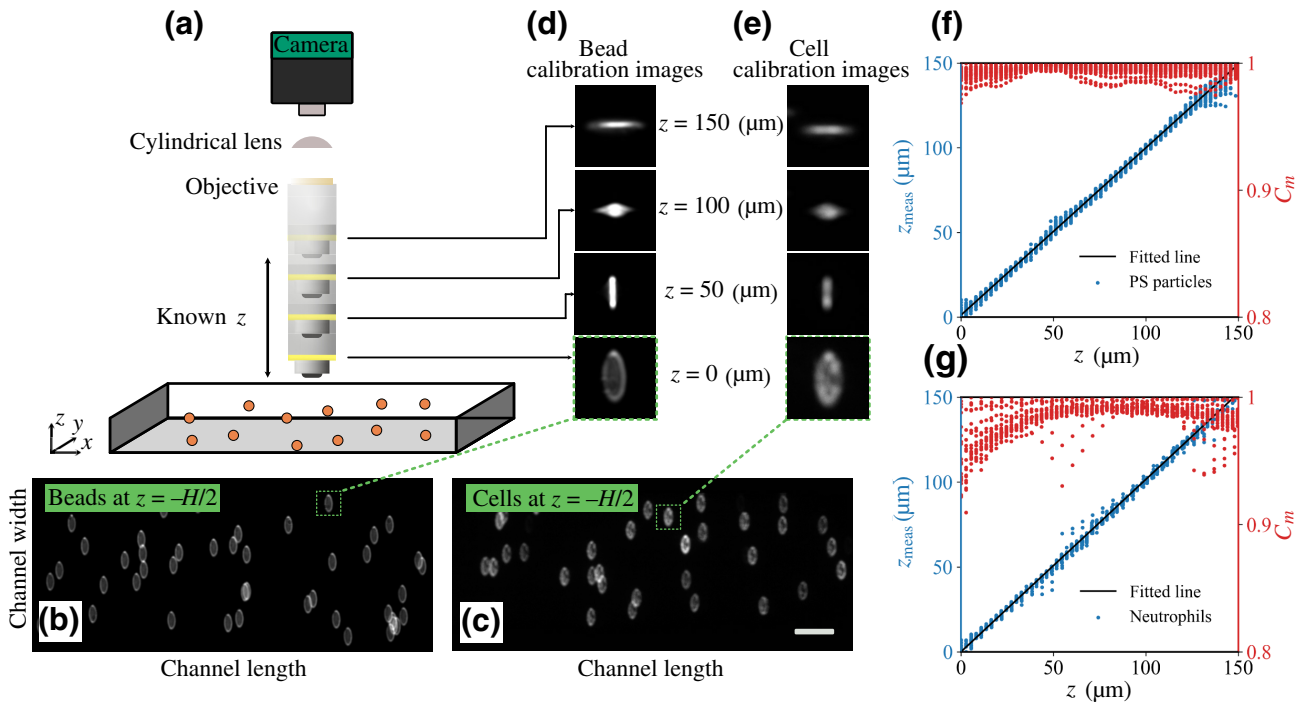 (a)
Camera
Cylindrical lens
Objective
Known z
z
y
x
(d)
Bead
calibration images
(e)
Cell
calibration images
z = 150 (μm)
z = 100 (μm)
z = 50 (μm)
z = 0 (μm)
Beads at z = –H/2
(b)
Channel width
Channel length
Cells at z = –H/2
(c)
Channel length
(f)
150
100
50
0
z_meas (μm)
1
0.9
0.8
C_m
Fitted line
PS particles
0 50 100 150
z (μm)
(g)
150
100
50
0
z_meas (μm)
1
0.9
0.8
C_m
Fitted line
Neutrophils
0 50 100 150
z (μm)